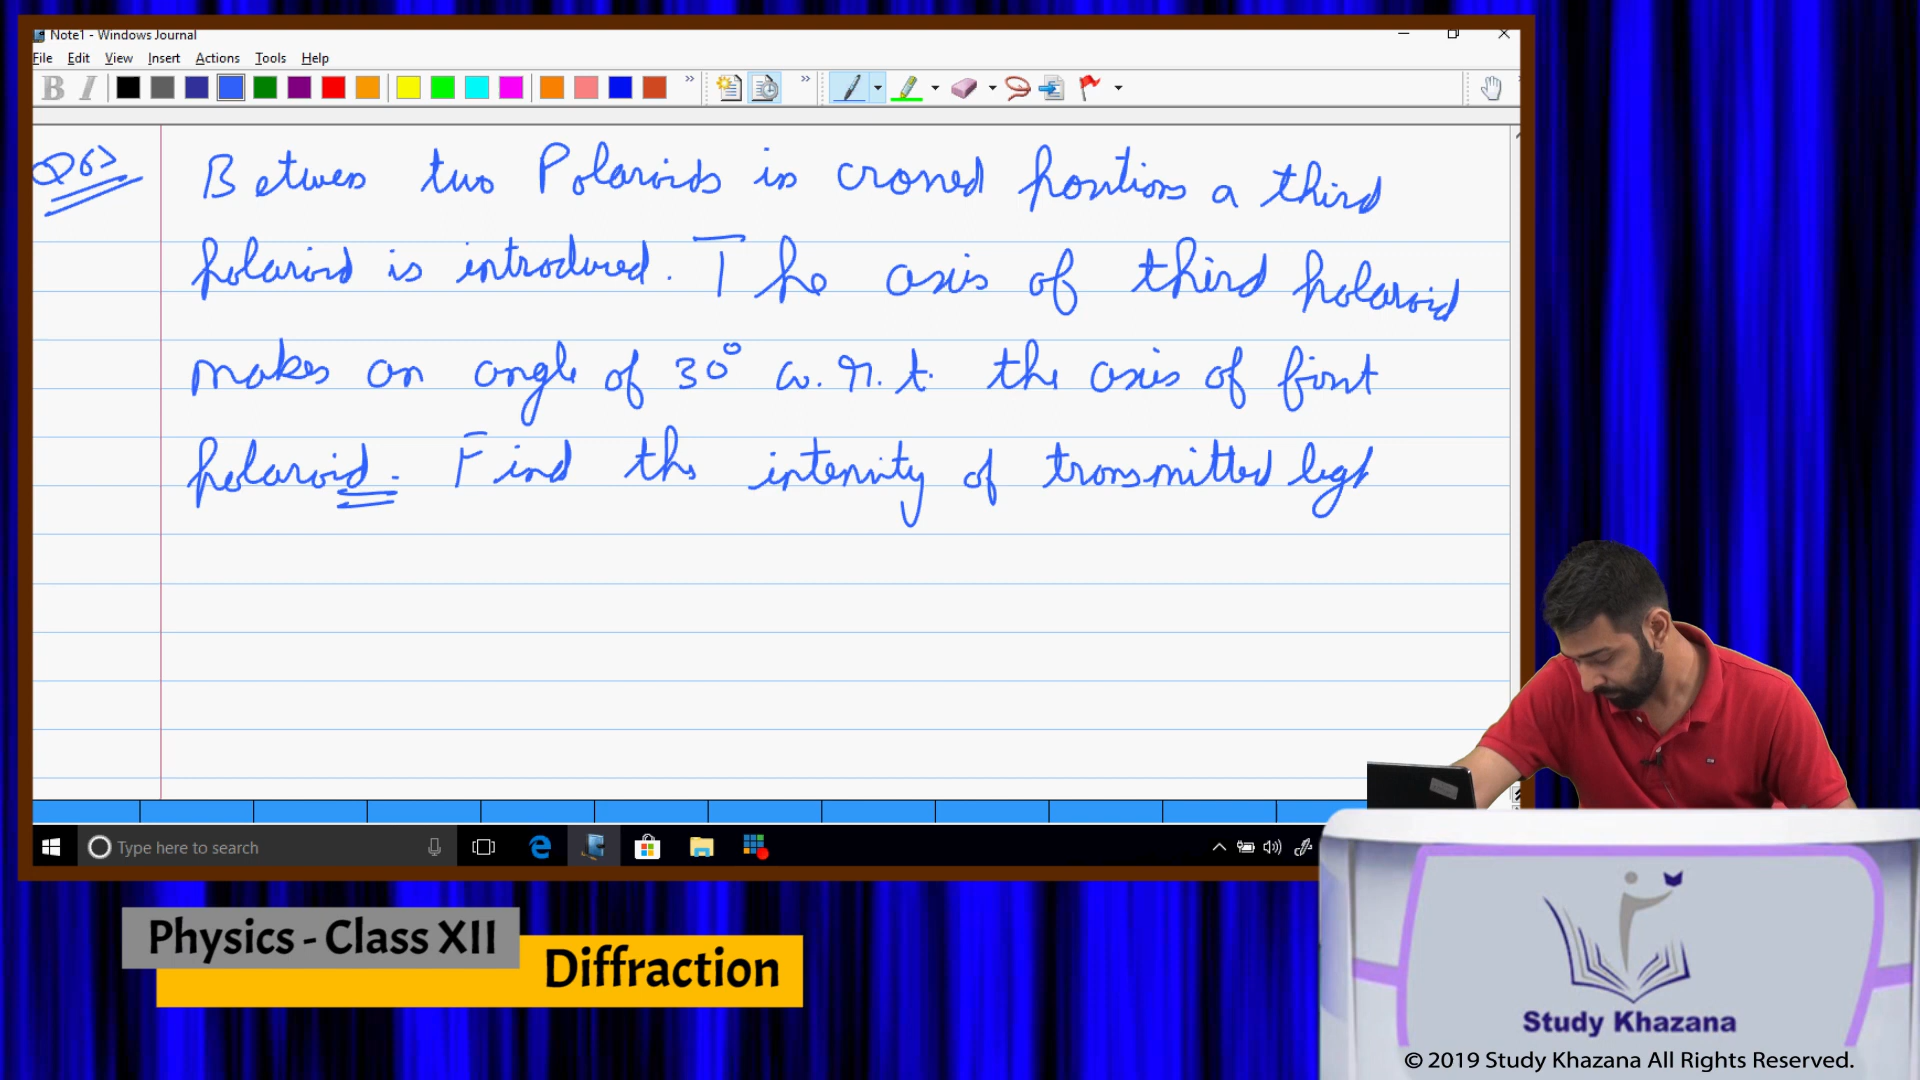 Note1 - Windows Journal
File Edit View Insert Actions Tools Help
B I
Q6> Between two Polaroids in crossed position a third
polaroid is introduced. The axis of third polaroid
makes an angle of 30° w.r.t. the axis of first
polaroid. Find the intensity of transmitted ligh
Type here to search
Physics - Class XII
Diffraction
Study Khazana
© 2019 Study Khazana All Rights Reserved.